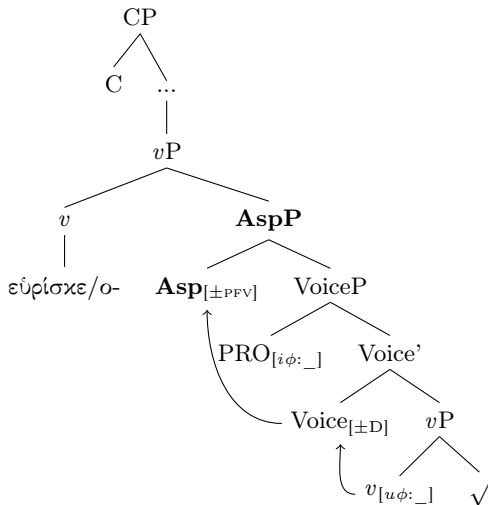 CP
C ...
vP
v AspP
εὑρίσκε/ο- Asp[±PFV] VoiceP
PRO[iϕ:_] Voice'
Voice[±D] vP
v[uϕ:_] √